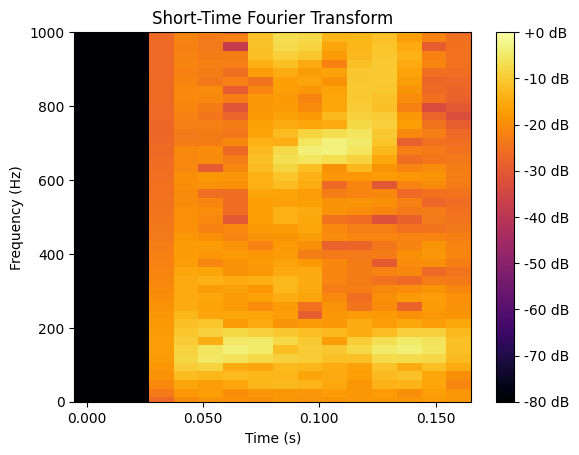 Short-Time Fourier Transform
1000
800
600
400
200
0
Frequency (Hz)
0.000
0.050
0.100
0.150
Time (s)
+0 dB
-10 dB
-20 dB
-30 dB
-40 dB
-50 dB
-60 dB
-70 dB
-80 dB